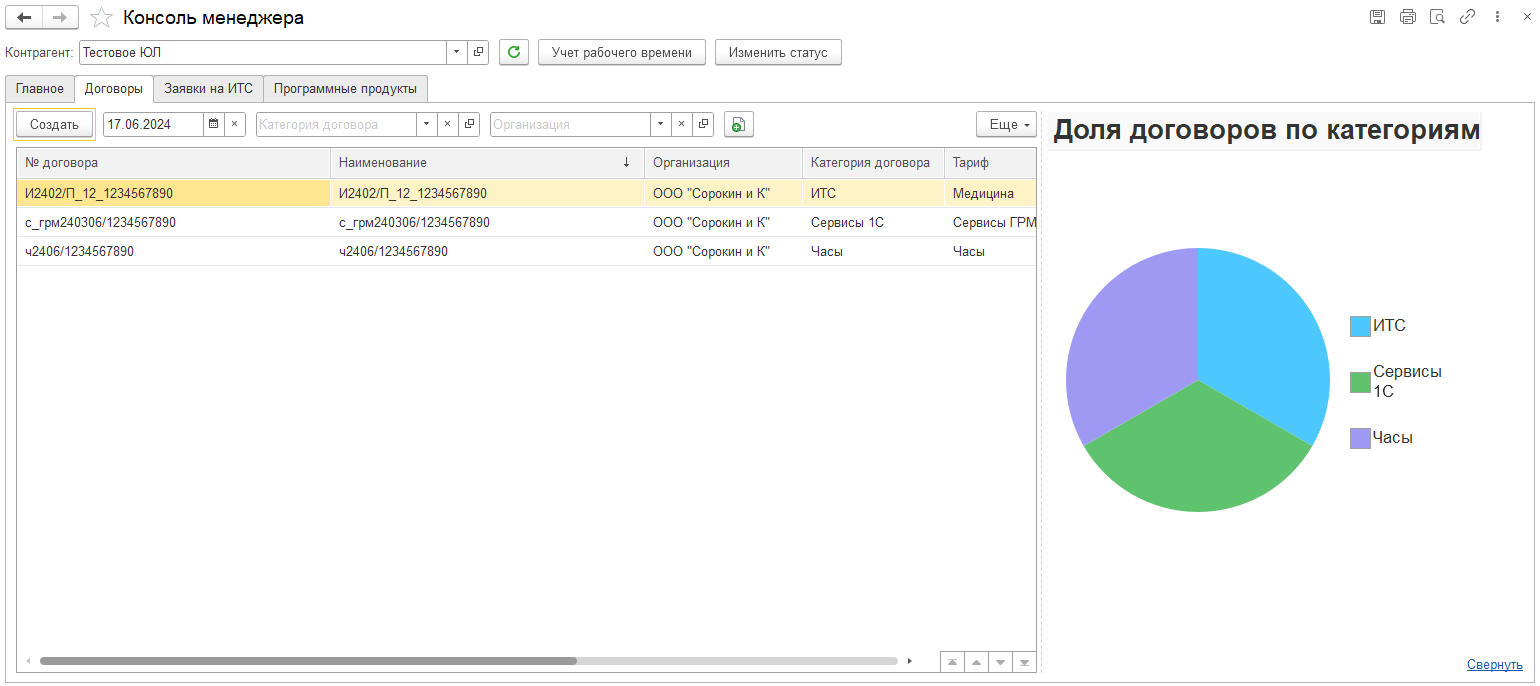 Консоль менеджера
Контрагент: Тестовое ЮЛ Учет рабочего времени Изменить статус
Главное Договоры Заявки на ИТС Программные продукты
Создать 17.06.2024 Категория договора Организация Еще
№ договора Наименование ↓ Организация Категория договора Тариф
И2402/П_12_1234567890 И2402/П_12_1234567890 ООО "Сорокин и К" ИТС Медицина
с_грм240306/1234567890 с_грм240306/1234567890 ООО "Сорокин и К" Сервисы 1С Сервисы ГРМ
ч2406/1234567890 ч2406/1234567890 ООО "Сорокин и К" Часы Часы
Доля договоров по категориям
ИТС
Сервисы
1С
Часы
Свернуть